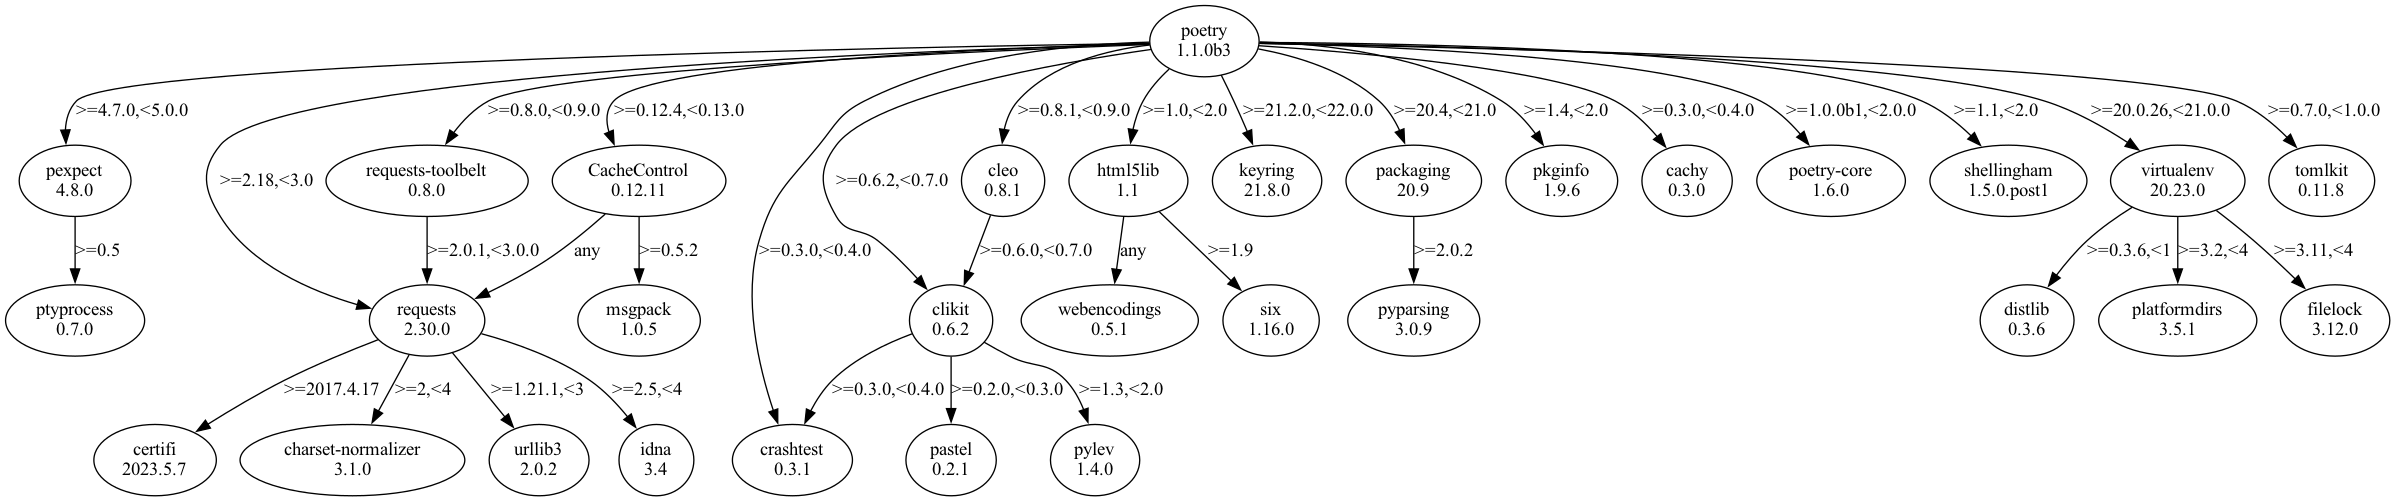 poetry
1.1.0b3
>=4.7.0,<5.0.0
>=0.8.0,<0.9.0
>=0.12.4,<0.13.0
>=0.8.1,<0.9.0
>=1.0,<2.0
>=21.2.0,<22.0.0
>=20.4,<21.0
>=1.4,<2.0
>=0.3.0,<0.4.0
>=1.0.0b1,<2.0.0
>=1.1,<2.0
>=20.0.26,<21.0.0
>=0.7.0,<1.0.0
pexpect
4.8.0
>=2.18,<3.0
requests-toolbelt
0.8.0
CacheControl
0.12.11
>=0.6.2,<0.7.0
cleo
0.8.1
html5lib
1.1
keyring
21.8.0
packaging
20.9
pkginfo
1.9.6
cachy
0.3.0
poetry-core
1.6.0
shellingham
1.5.0.post1
virtualenv
20.23.0
tomlkit
0.11.8
>=0.5
>=2.0.1,<3.0.0
any
>=0.5.2
>=0.3.0,<0.4.0
>=0.6.0,<0.7.0
any
>=1.9
>=2.0.2
>=0.3.6,<1
>=3.2,<4
>=3.11,<4
ptyprocess
0.7.0
requests
2.30.0
msgpack
1.0.5
clikit
0.6.2
webencodings
0.5.1
six
1.16.0
pyparsing
3.0.9
distlib
0.3.6
platformdirs
3.5.1
filelock
3.12.0
>=2017.4.17
>=2,<4
>=1.21.1,<3
>=2.5,<4
>=0.3.0,<0.4.0
>=0.2.0,<0.3.0
>=1.3,<2.0
certifi
2023.5.7
charset-normalizer
3.1.0
urllib3
2.0.2
idna
3.4
crashtest
0.3.1
pastel
0.2.1
pylev
1.4.0